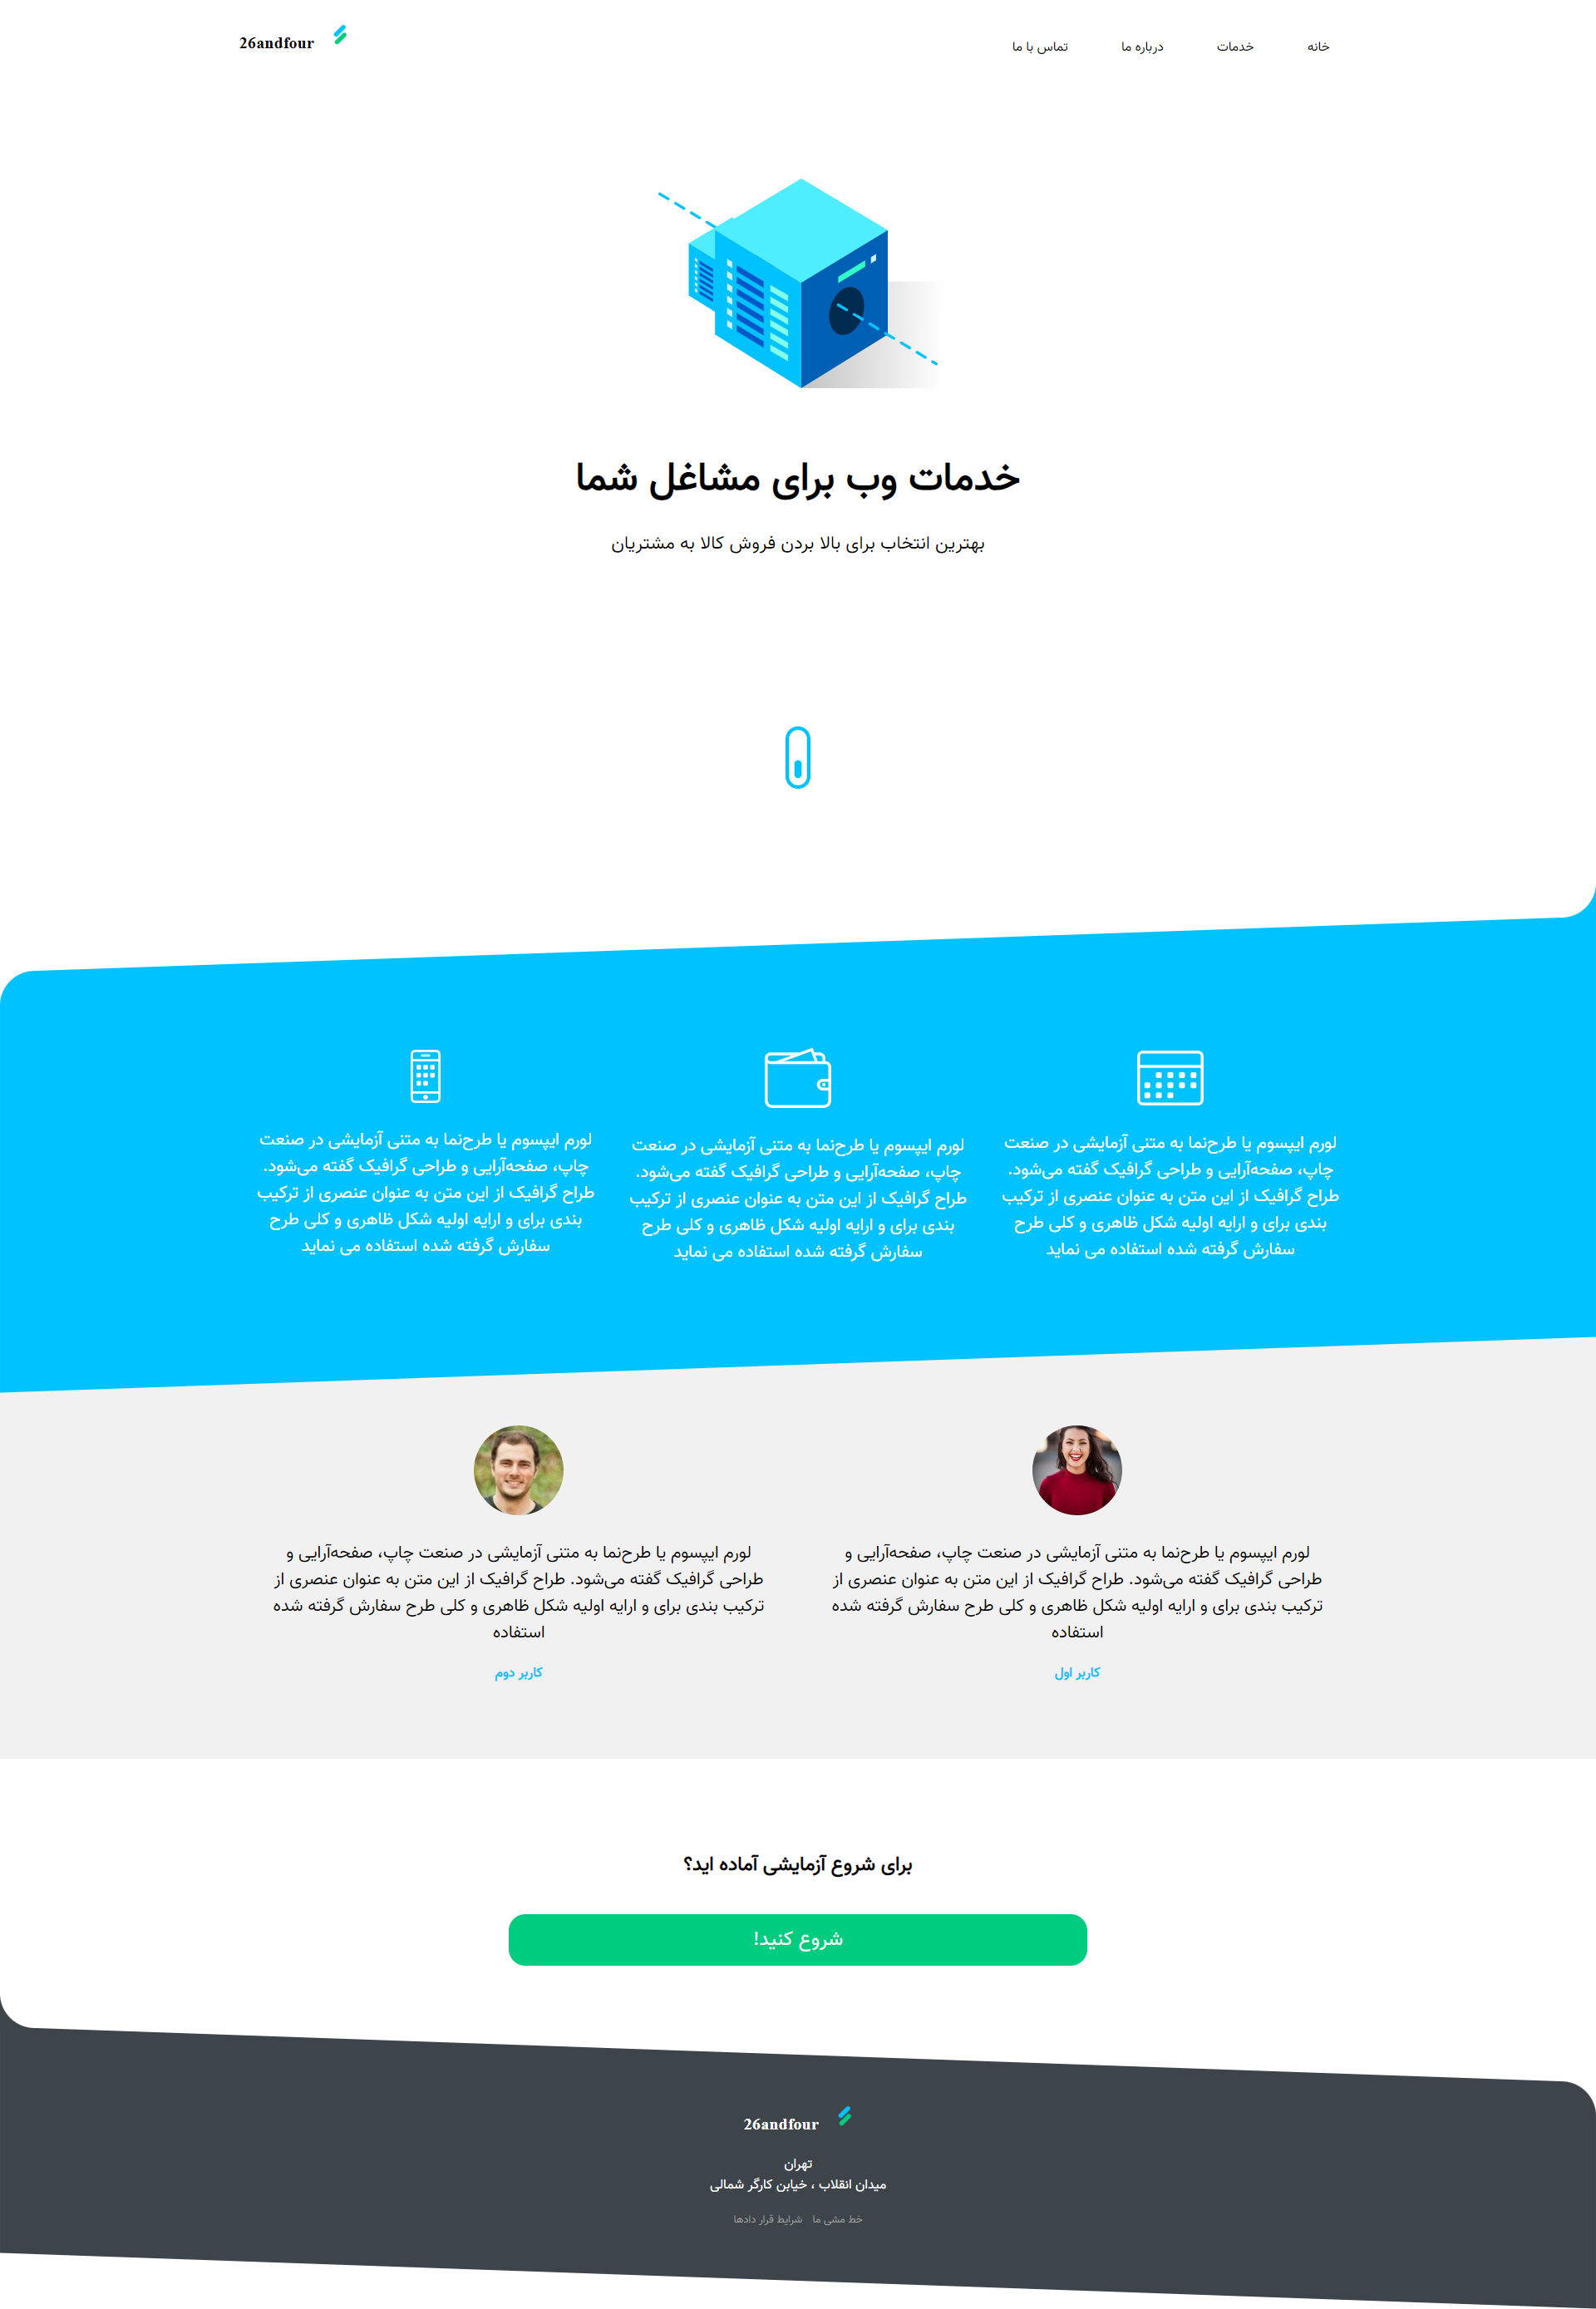 خانه
خدمات
درباره ما
تماس با ما
26andfour
خدمات وب برای مشاغل شما
بهترین انتخاب برای بالا بردن فروش کالا به مشتریان
لورم ایپسوم یا طرح‌نما به متنی آزمایشی در صنعت
چاپ، صفحه‌آرایی و طراحی گرافیک گفته می‌شود.
طراح گرافیک از این متن به عنوان عنصری از ترکیب
بندی برای و ارایه اولیه شکل ظاهری و کلی طرح
سفارش گرفته شده استفاده می نماید
لورم ایپسوم یا طرح‌نما به متنی آزمایشی در صنعت
چاپ، صفحه‌آرایی و طراحی گرافیک گفته می‌شود.
طراح گرافیک از این متن به عنوان عنصری از ترکیب
بندی برای و ارایه اولیه شکل ظاهری و کلی طرح
سفارش گرفته شده استفاده می نماید
لورم ایپسوم یا طرح‌نما به متنی آزمایشی در صنعت
چاپ، صفحه‌آرایی و طراحی گرافیک گفته می‌شود.
طراح گرافیک از این متن به عنوان عنصری از ترکیب
بندی برای و ارایه اولیه شکل ظاهری و کلی طرح
سفارش گرفته شده استفاده می نماید
لورم ایپسوم یا طرح‌نما به متنی آزمایشی در صنعت چاپ، صفحه‌آرایی و
طراحی گرافیک گفته می‌شود. طراح گرافیک از این متن به عنوان عنصری از
ترکیب بندی برای و ارایه اولیه شکل ظاهری و کلی طرح سفارش گرفته شده
استفاده
کاربر اول
لورم ایپسوم یا طرح‌نما به متنی آزمایشی در صنعت چاپ، صفحه‌آرایی و
طراحی گرافیک گفته می‌شود. طراح گرافیک از این متن به عنوان عنصری از
ترکیب بندی برای و ارایه اولیه شکل ظاهری و کلی طرح سفارش گرفته شده
استفاده
کاربر دوم
برای شروع آزمایشی آماده اید؟
شروع کنید!
26andfour
تهران
میدان انقلاب ، خیابن کارگر شمالی
خط مشی ما شرایط قرار دادها